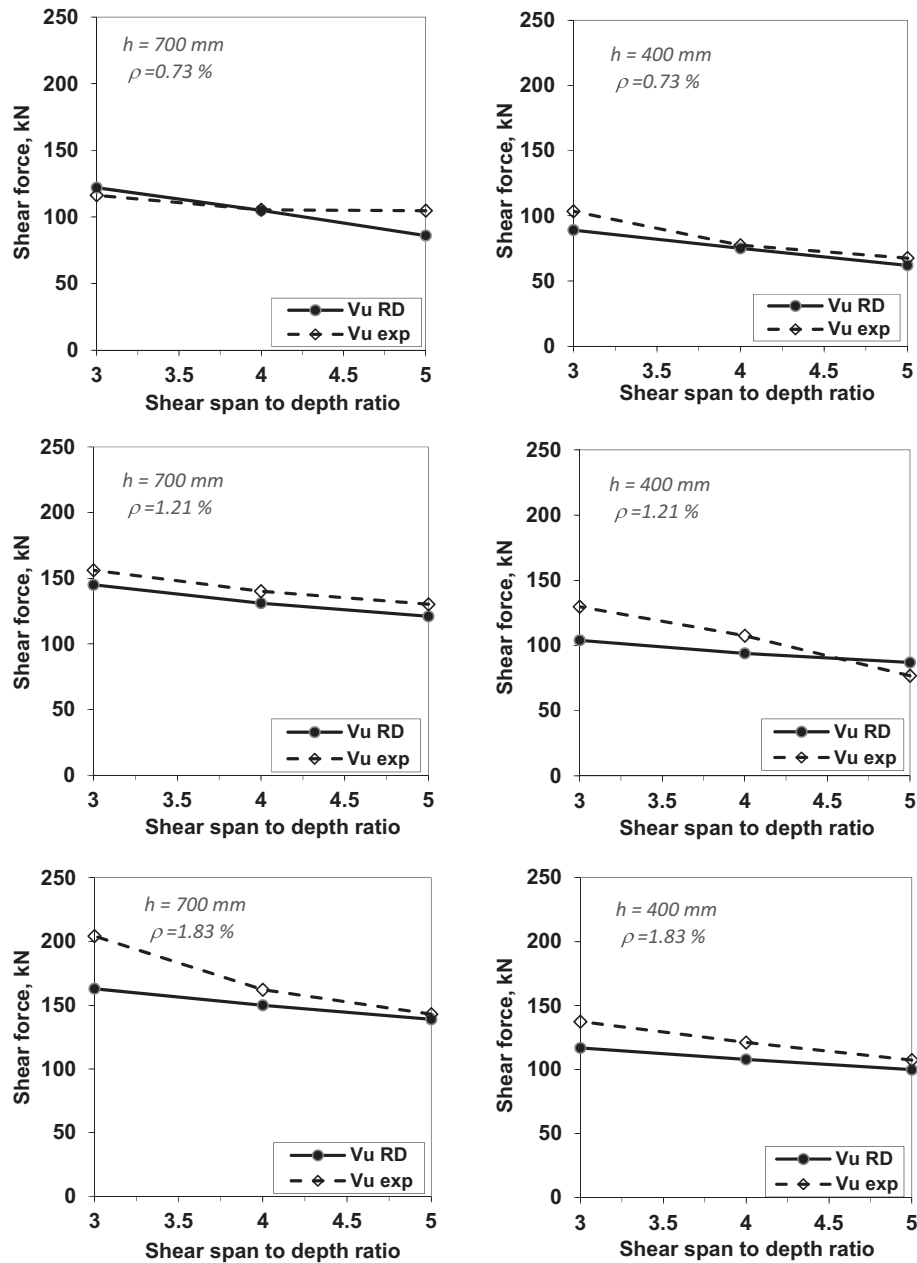 h = 700 mm
ρ =0.73 %
Shear force, kN
250
200
150
100
50
0
Vu RD
Vu exp
3 3.5 4 4.5 5
Shear span to depth ratio
h = 400 mm
ρ =0.73 %
Shear force, kN
250
200
150
100
50
0
Vu RD
Vu exp
3 3.5 4 4.5 5
Shear span to depth ratio
h = 700 mm
ρ =1.21 %
Shear force, kN
250
200
150
100
50
0
Vu RD
Vu exp
3 3.5 4 4.5 5
Shear span to depth ratio
h = 400 mm
ρ =1.21 %
Shear force, kN
250
200
150
100
50
0
Vu RD
Vu exp
3 3.5 4 4.5 5
Shear span to depth ratio
h = 700 mm
ρ =1.83 %
Shear force, kN
250
200
150
100
50
0
Vu RD
Vu exp
3 3.5 4 4.5 5
Shear span to depth ratio
h = 400 mm
ρ =1.83 %
Shear force, kN
250
200
150
100
50
0
Vu RD
Vu exp
3 3.5 4 4.5 5
Shear span to depth ratio